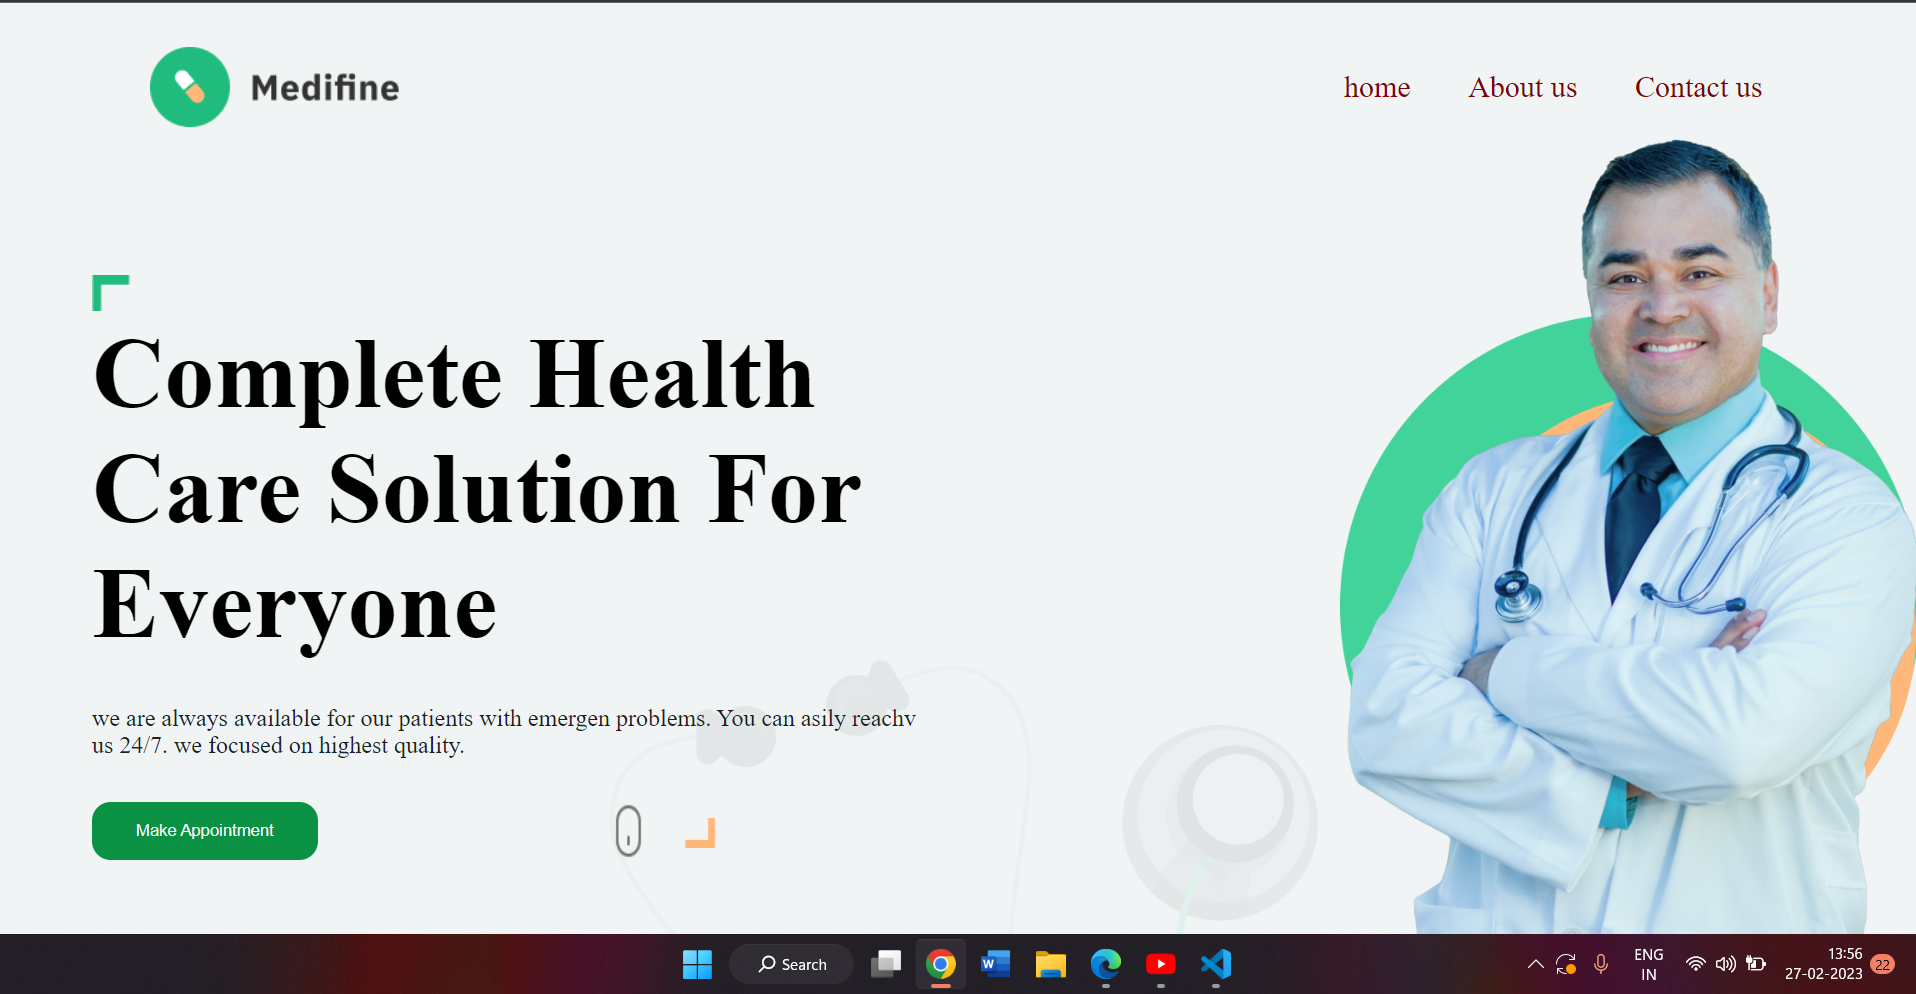 Medifine
home About us Contact us
Complete Health
Care Solution For
Everyone
we are always available for our patients with emergen problems. You can asily reachv
us 24/7. we focused on highest quality.
Make Appointment
Search
W
ENG
IN
13:56
27-02-2023
22